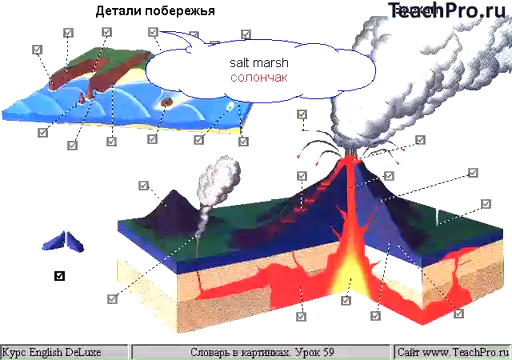 Детали побережья
TeachPro.ru
salt marsh
солончак
Курс English DeLuxe
Словарь в картинках. Урок 59
Сайт www.TeachPro.ru